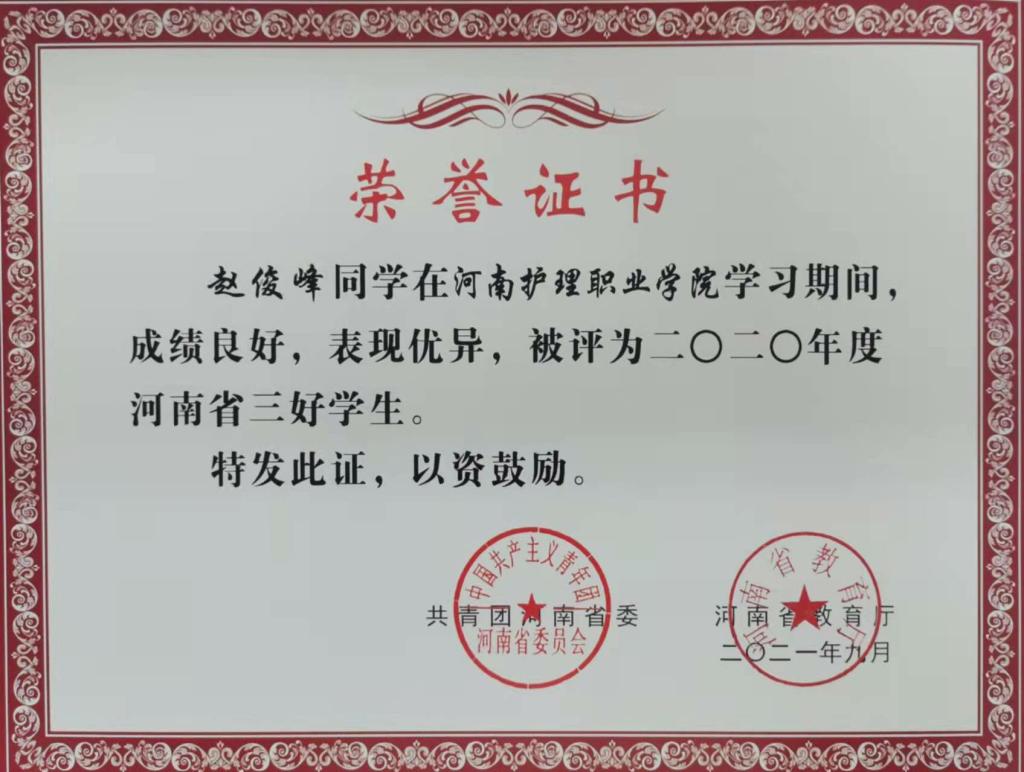 荣誉证书
赵俊峰同学在河南护理职业学院学习期间，
成绩良好，表现优异，被评为二〇二〇年度
河南省三好学生。
特发此证，以资鼓励。
中国共产主义青年团
河南省委员会
共青团河南省委
河南省教育厅
河南省教育厅
二〇二一年九月